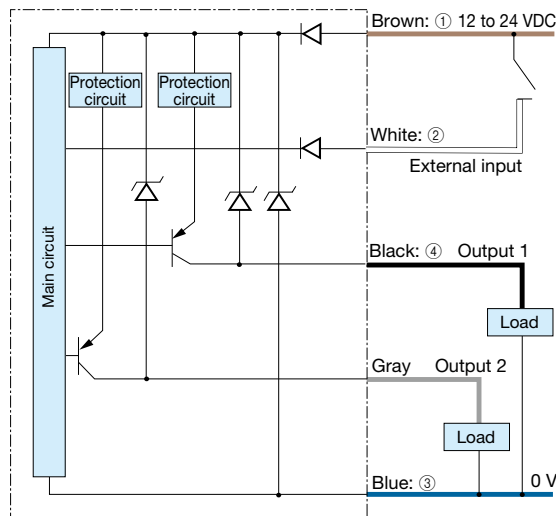 Brown: ① 12 to 24 VDC
Protection
circuit
Protection
circuit
White: ②
External input
Main circuit
Black: ④ Output 1
Load
Gray Output 2
Load
Blue: ③ 0 V